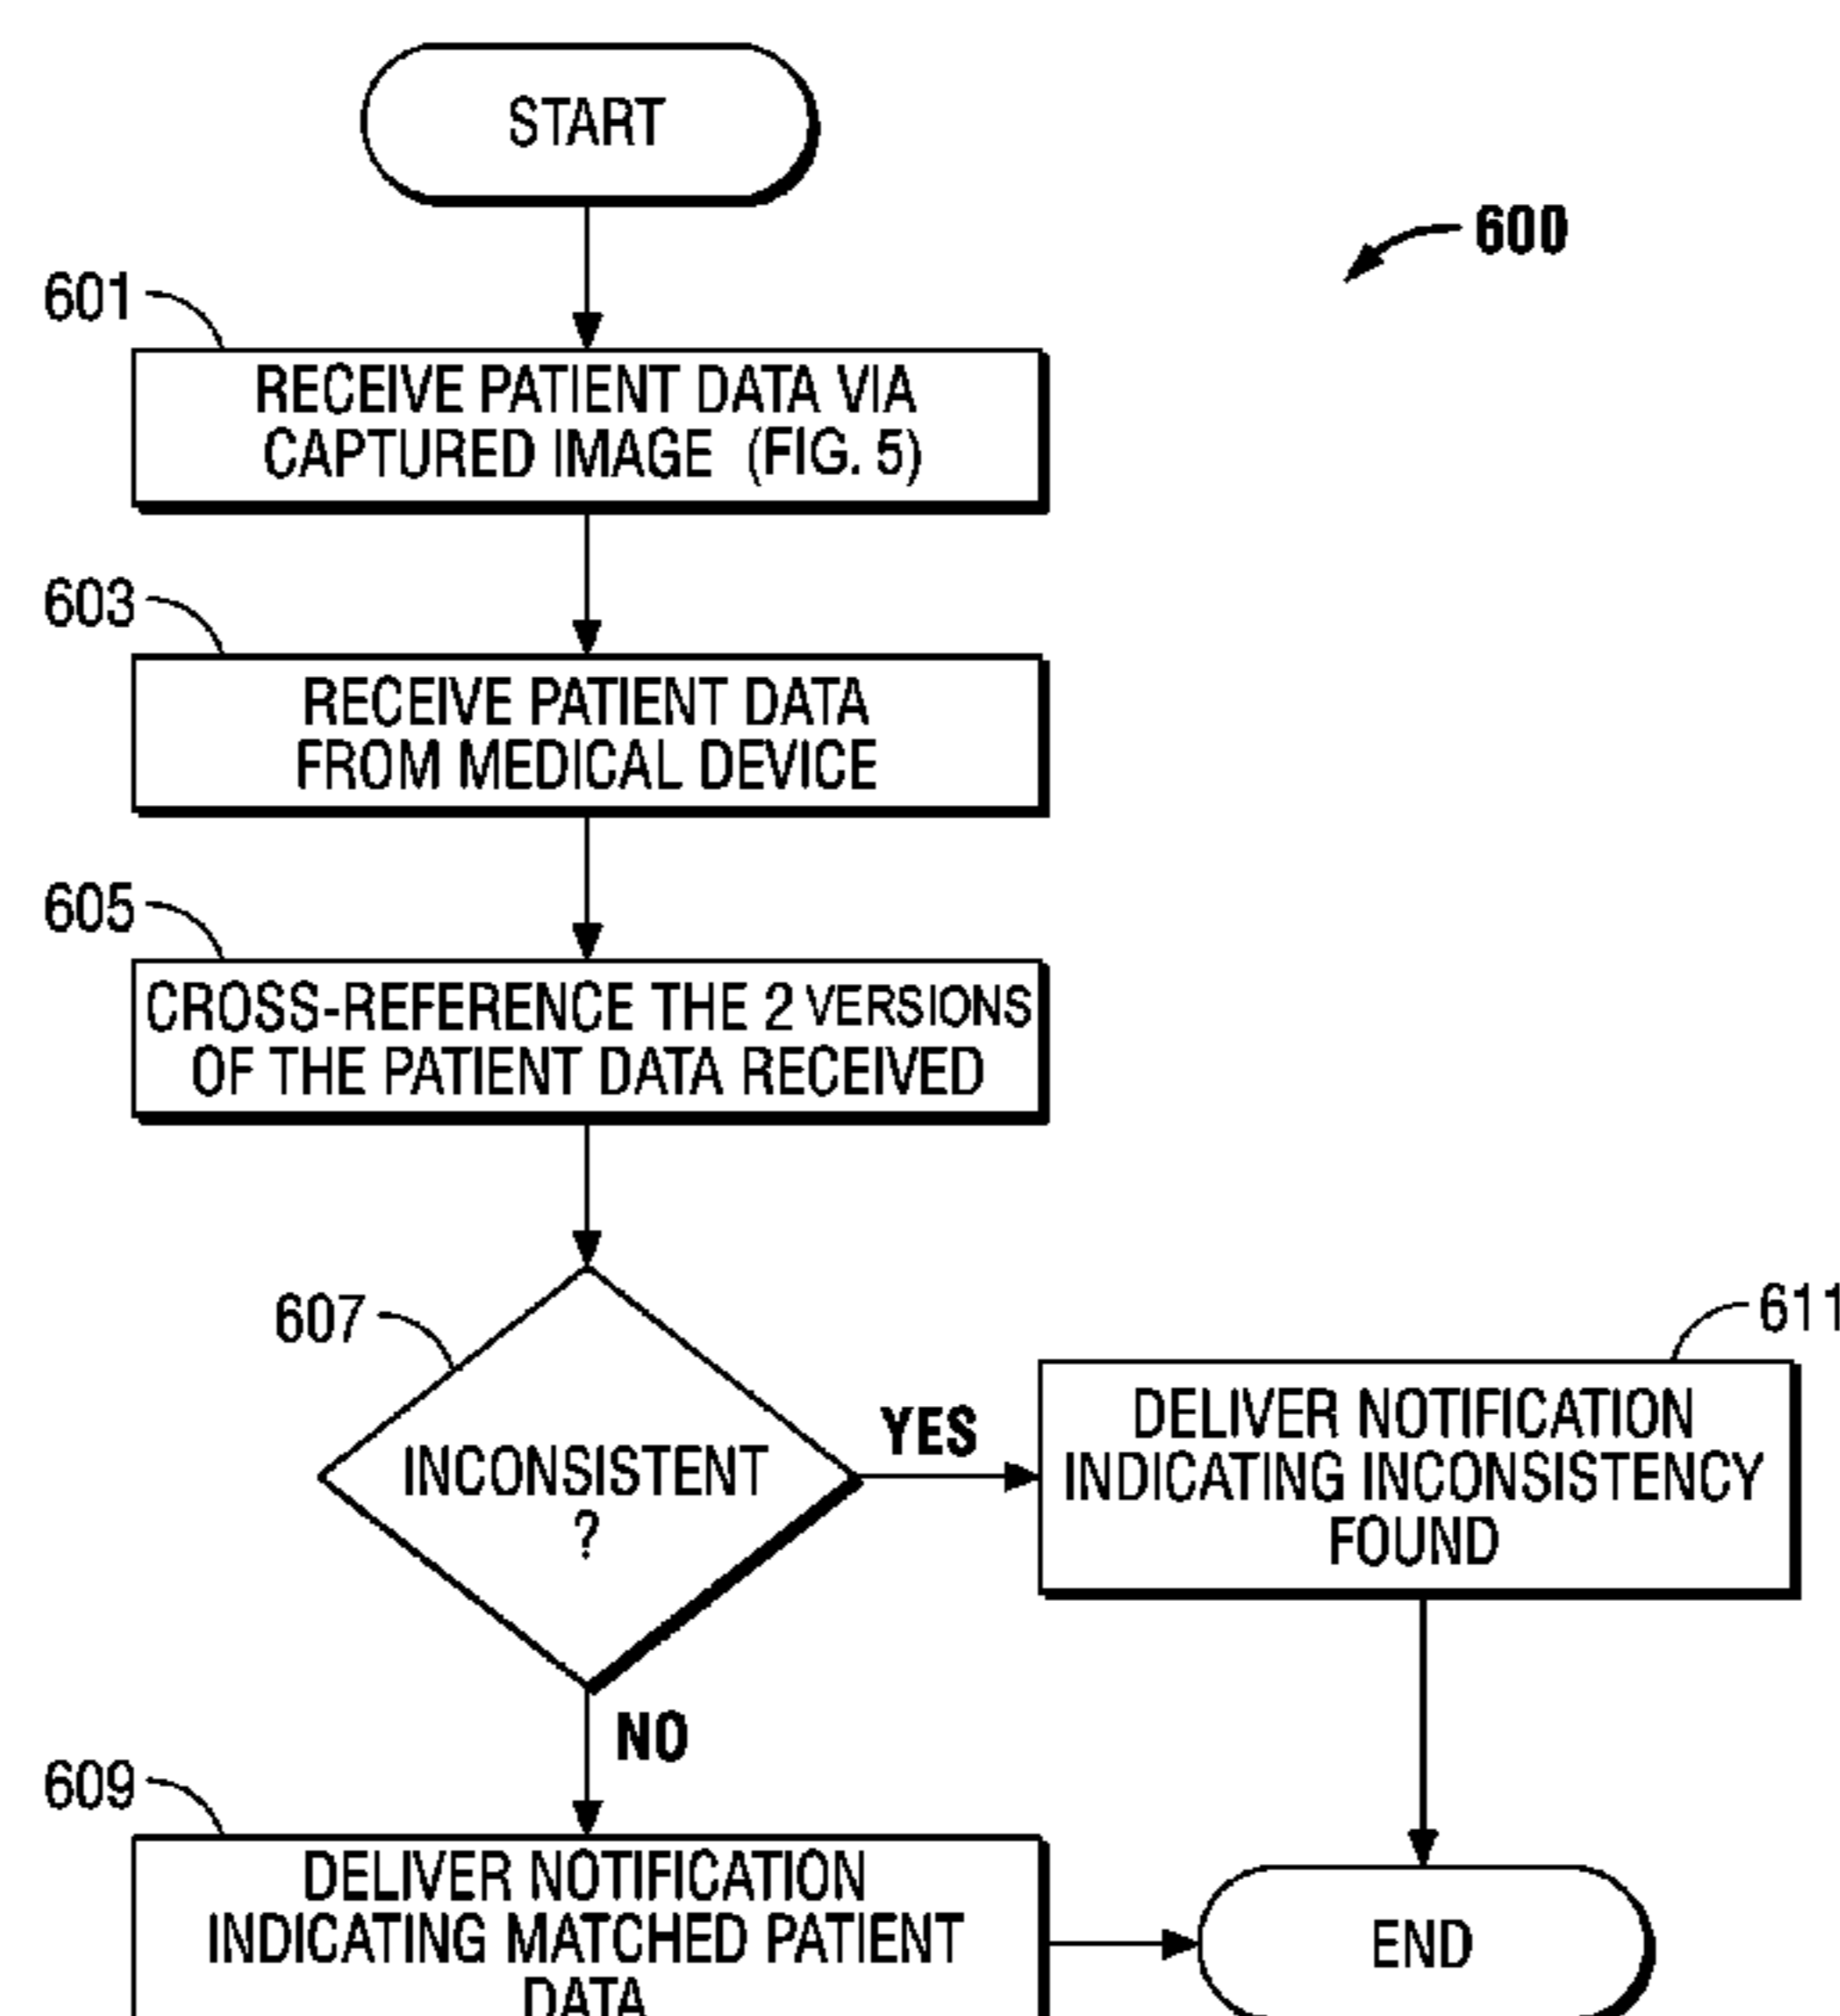 START
600
601
RECEIVE PATIENT DATA VIA
CAPTURED IMAGE (FIG. 5)
603
RECEIVE PATIENT DATA
FROM MEDICAL DEVICE
605
CROSS-REFERENCE THE 2 VERSIONS
OF THE PATIENT DATA RECEIVED
607
INCONSISTENT
?
YES
611
DELIVER NOTIFICATION
INDICATING INCONSISTENCY
FOUND
NO
609
DELIVER NOTIFICATION
INDICATING MATCHED PATIENT
DATA
END